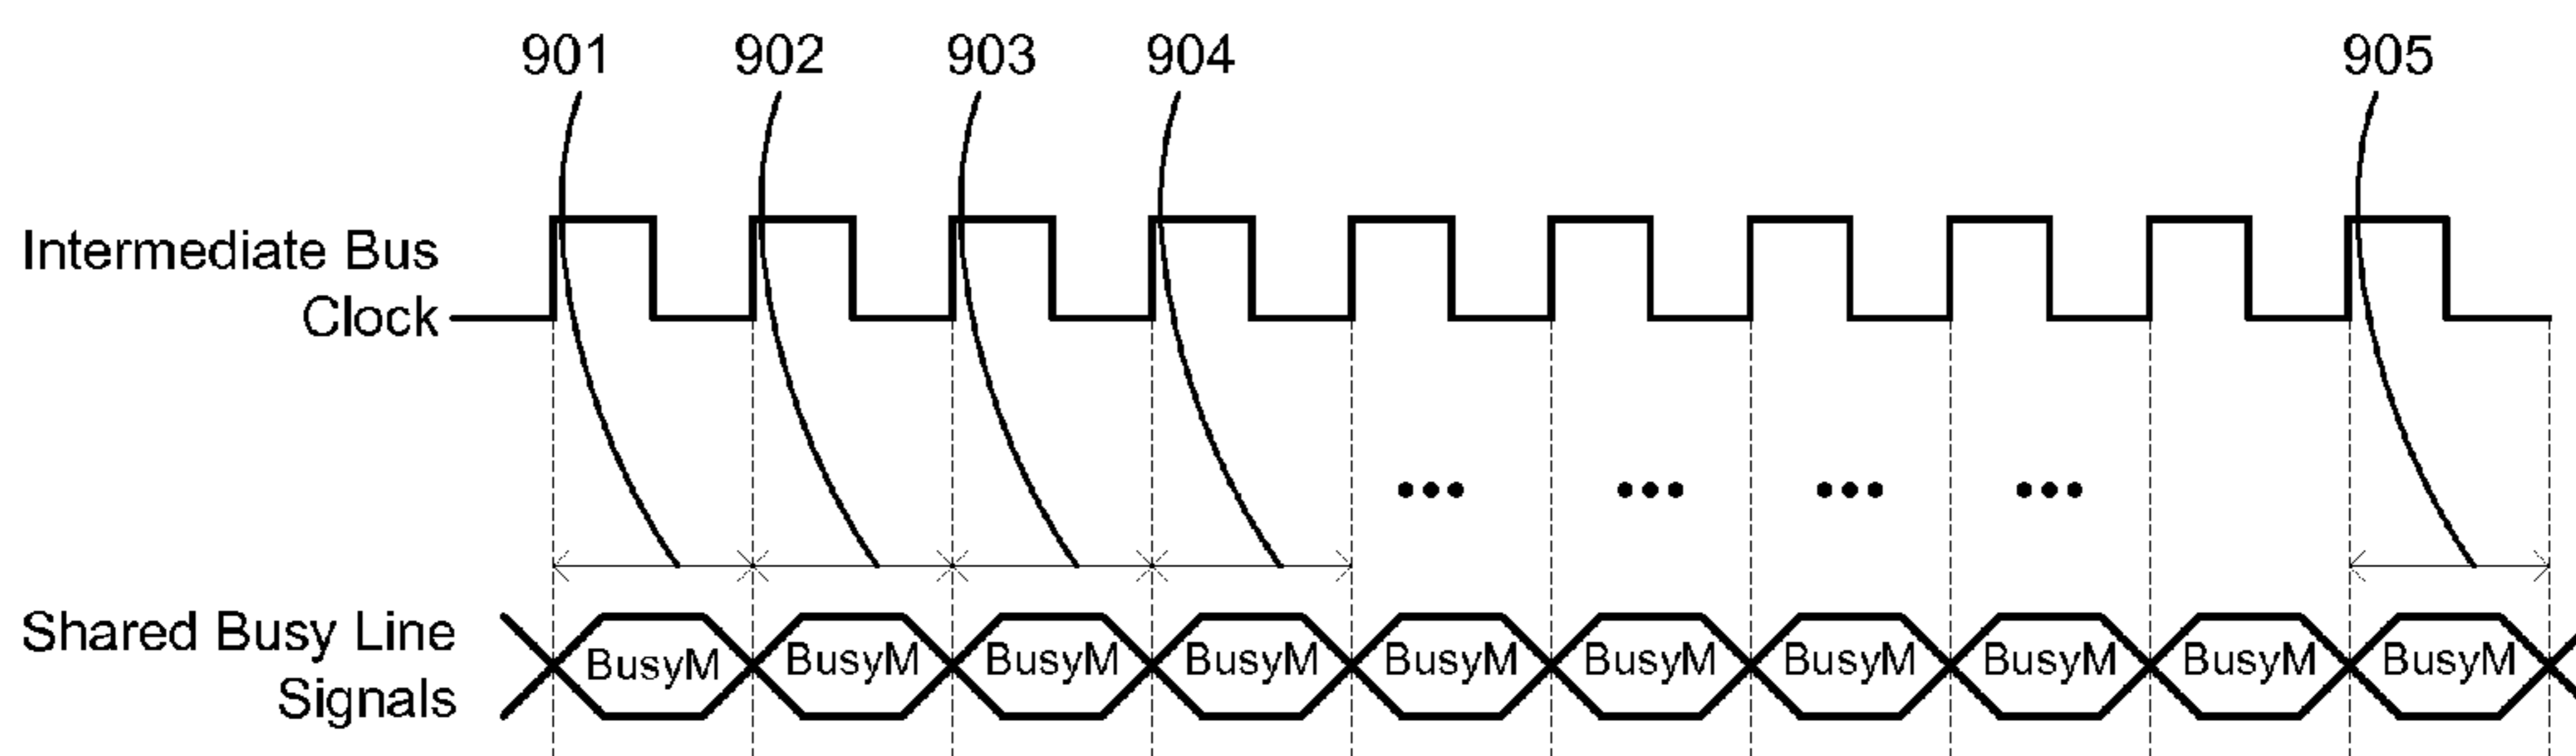 901 902 903 904 905
Intermediate Bus
Clock
••• ••• ••• •••
Shared Busy Line
Signals
BusyM BusyM BusyM BusyM BusyM BusyM BusyM BusyM BusyM BusyM